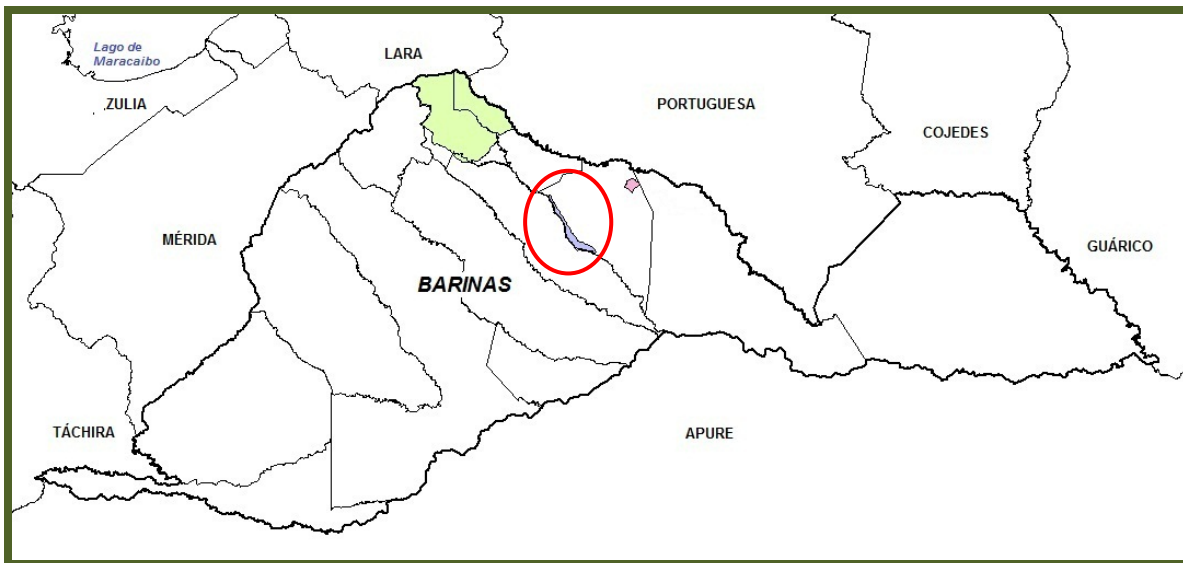 Lago de
Maracaibo
LARA
ZULIA
PORTUGUESA
COJEDES
MÉRIDA
GUÁRICO
BARINAS
TÁCHIRA
APURE